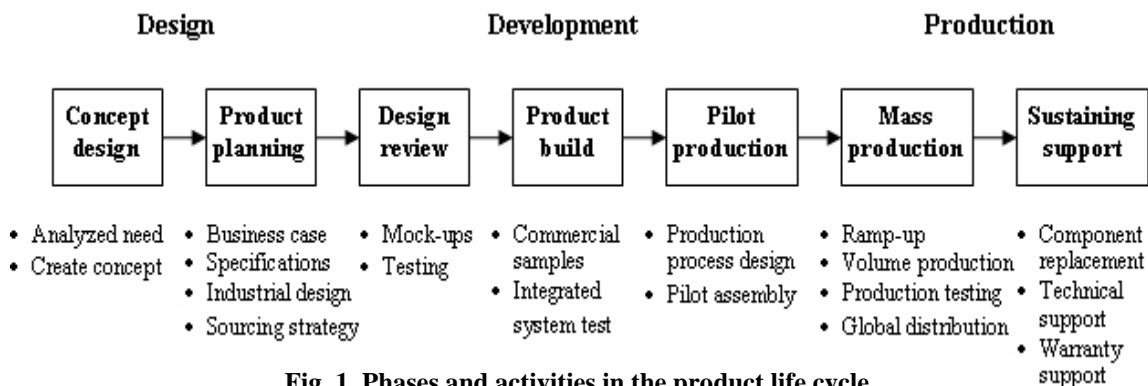 Design
Development
Production
Concept
design
Product
planning
Design
review
Product
build
Pilot
production
Mass
production
Sustaining
support
• Analyzed need
• Create concept
• Business case
• Specifications
• Industrial design
• Sourcing strategy
• Mock-ups
• Testing
• Commercial
samples
• Integrated
system test
• Production
process design
• Pilot assembly
• Ramp-up
• Volume production
• Production testing
• Global distribution
• Component
replacement
• Technical
support
• Warranty
support
Fig. 1. Phases and activities in the product life cycle